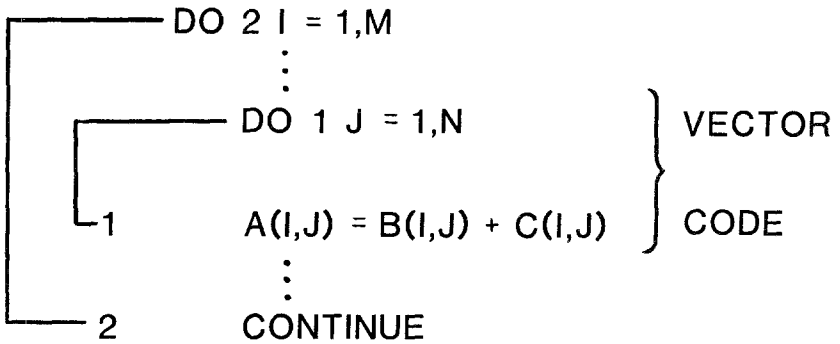 DO 2 I = 1,M
DO 1 J = 1,N
VECTOR
1 A(I,J) = B(I,J) + C(I,J)
CODE
2 CONTINUE